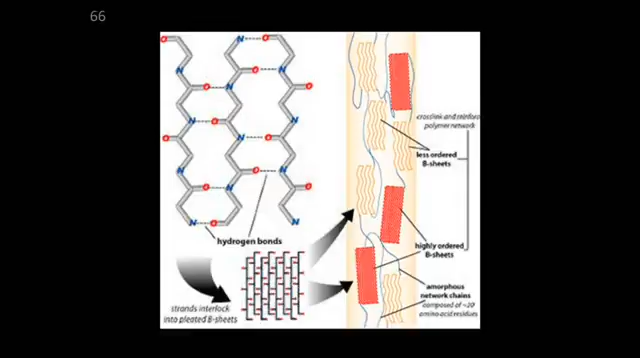 66
crosslink and reinforce
polymer network
less ordered
B-sheets
hydrogen bonds
highly ordered
B-sheets
strands interlock
into pleated B-sheets
amorphous
network chains
composed of ~20
amino acid residues